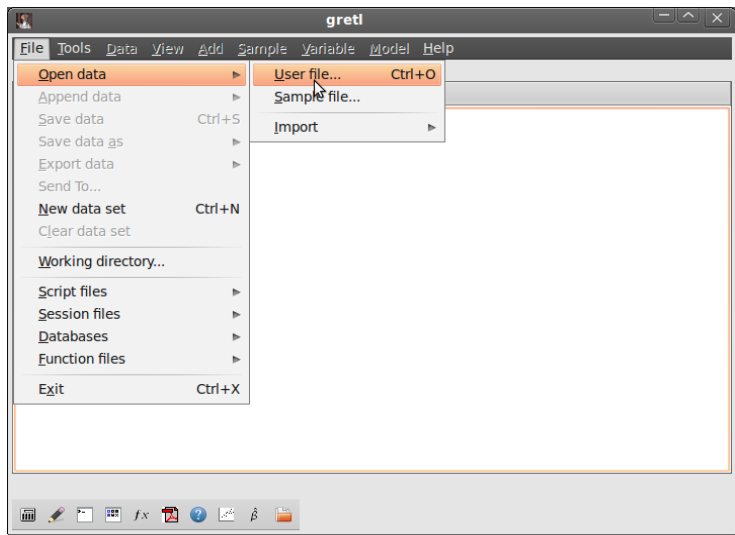 gretl
File Tools Data View Add Sample Variable Model Help
Open data
Append data
Save data Ctrl+S
Save data as
Export data
Send To...
New data set Ctrl+N
Clear data set
Working directory...
Script files
Session files
Databases
Function files
Exit Ctrl+X
User file... Ctrl+O
Sample file...
Import
fx
β̂